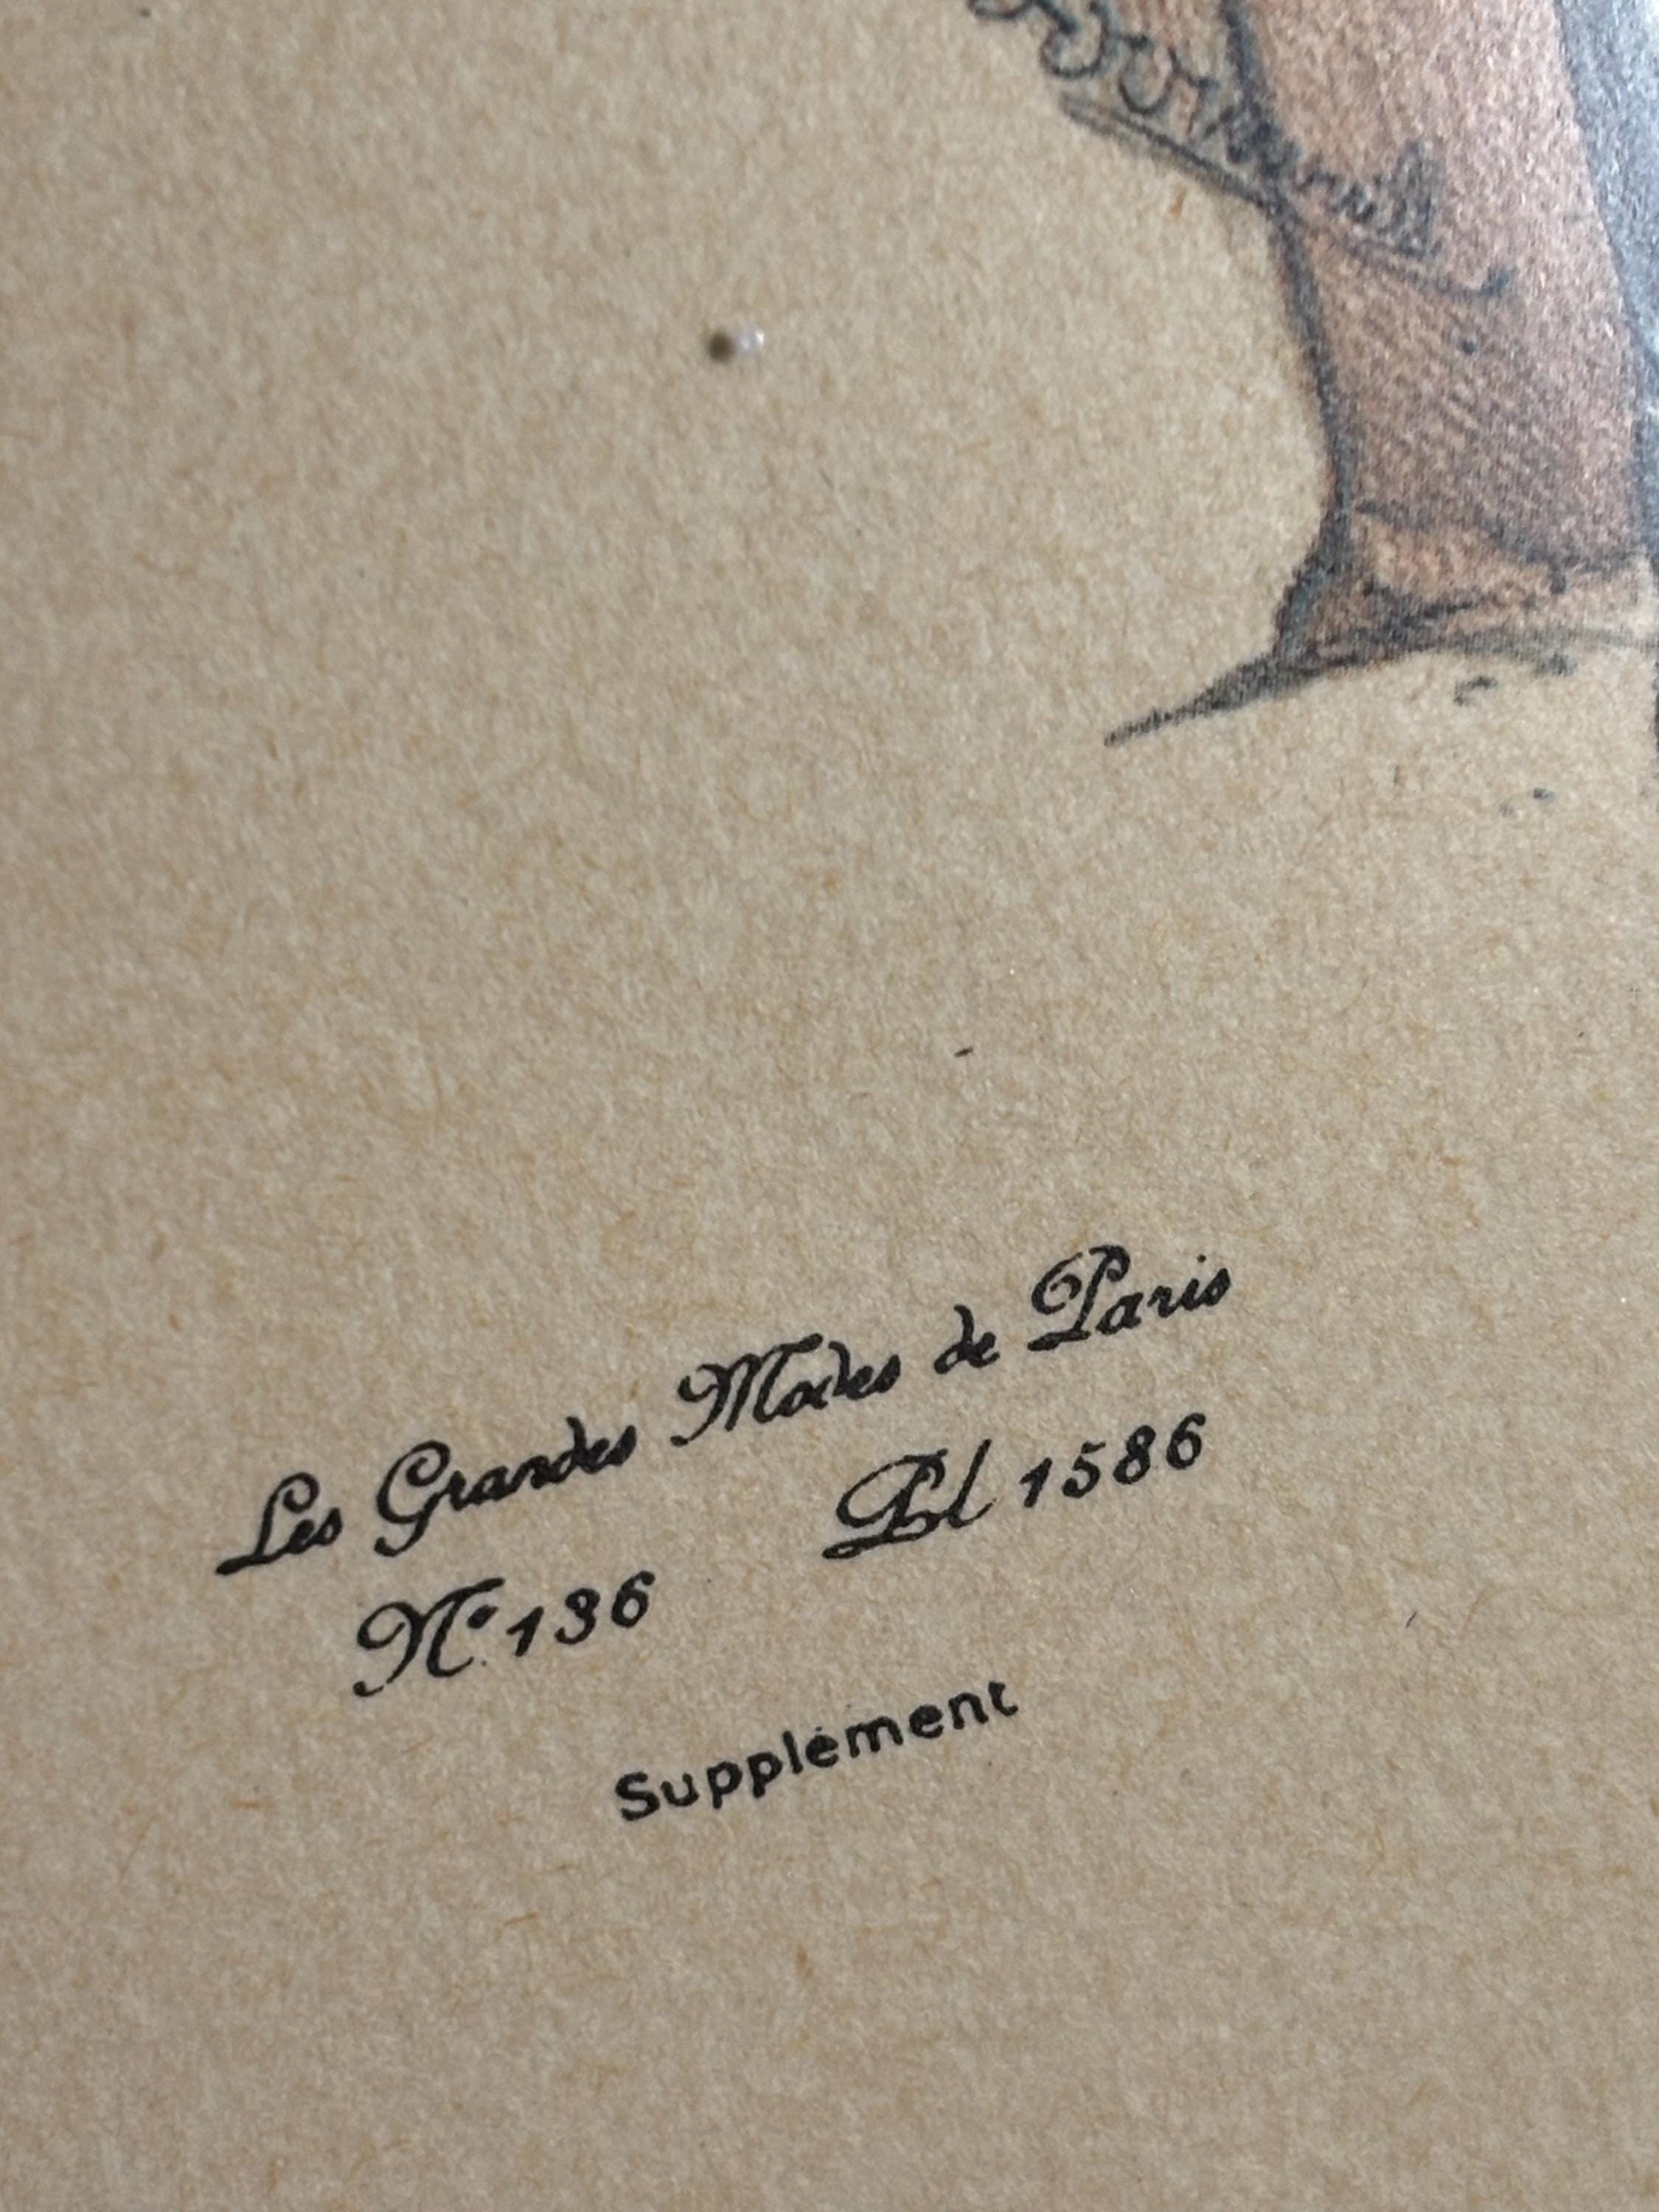 Les Grandes Modes de Paris
No 136 Pl 1586
Supplément